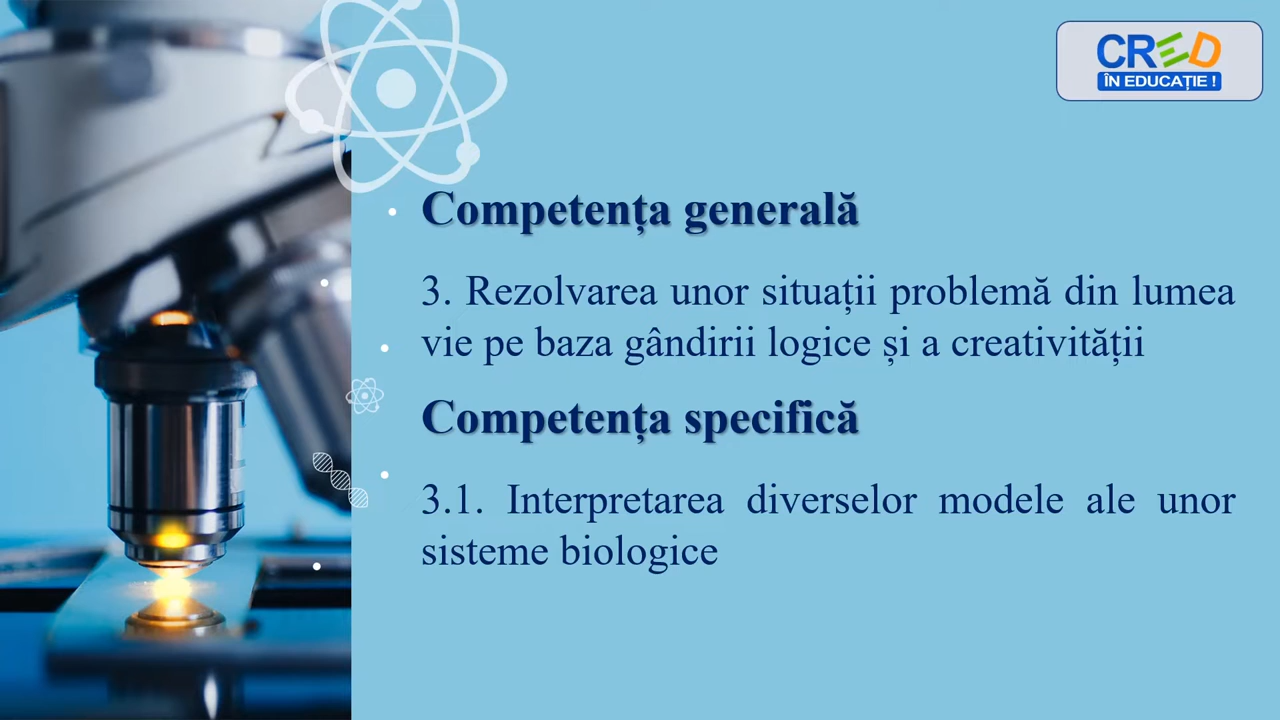 CRED
ÎN EDUCAȚIE !
Competența generală
3. Rezolvarea unor situații problemă din lumea
vie pe baza gândirii logice și a creativității
Competența specifică
3.1. Interpretarea diverselor modele ale unor
sisteme biologice